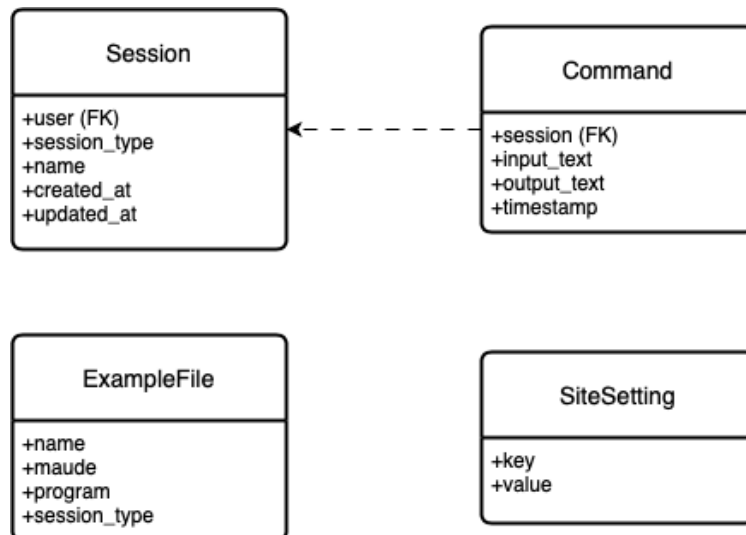 Session
+user (FK)
+session_type
+name
+created_at
+updated_at
Command
+session (FK)
+input_text
+output_text
+timestamp
ExampleFile
+name
+maude
+program
+session_type
SiteSetting
+key
+value